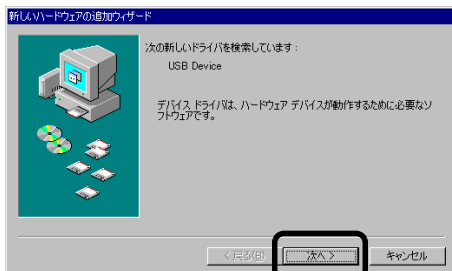 新しいハードウェアの追加ウィザード
次の新しいドライバを検索しています：
USB Device
デバイス ドライバは、ハードウェア デバイスが動作するために必要なソ
フトウェアです。
< 戻る(B)
次へ >
キャンセル